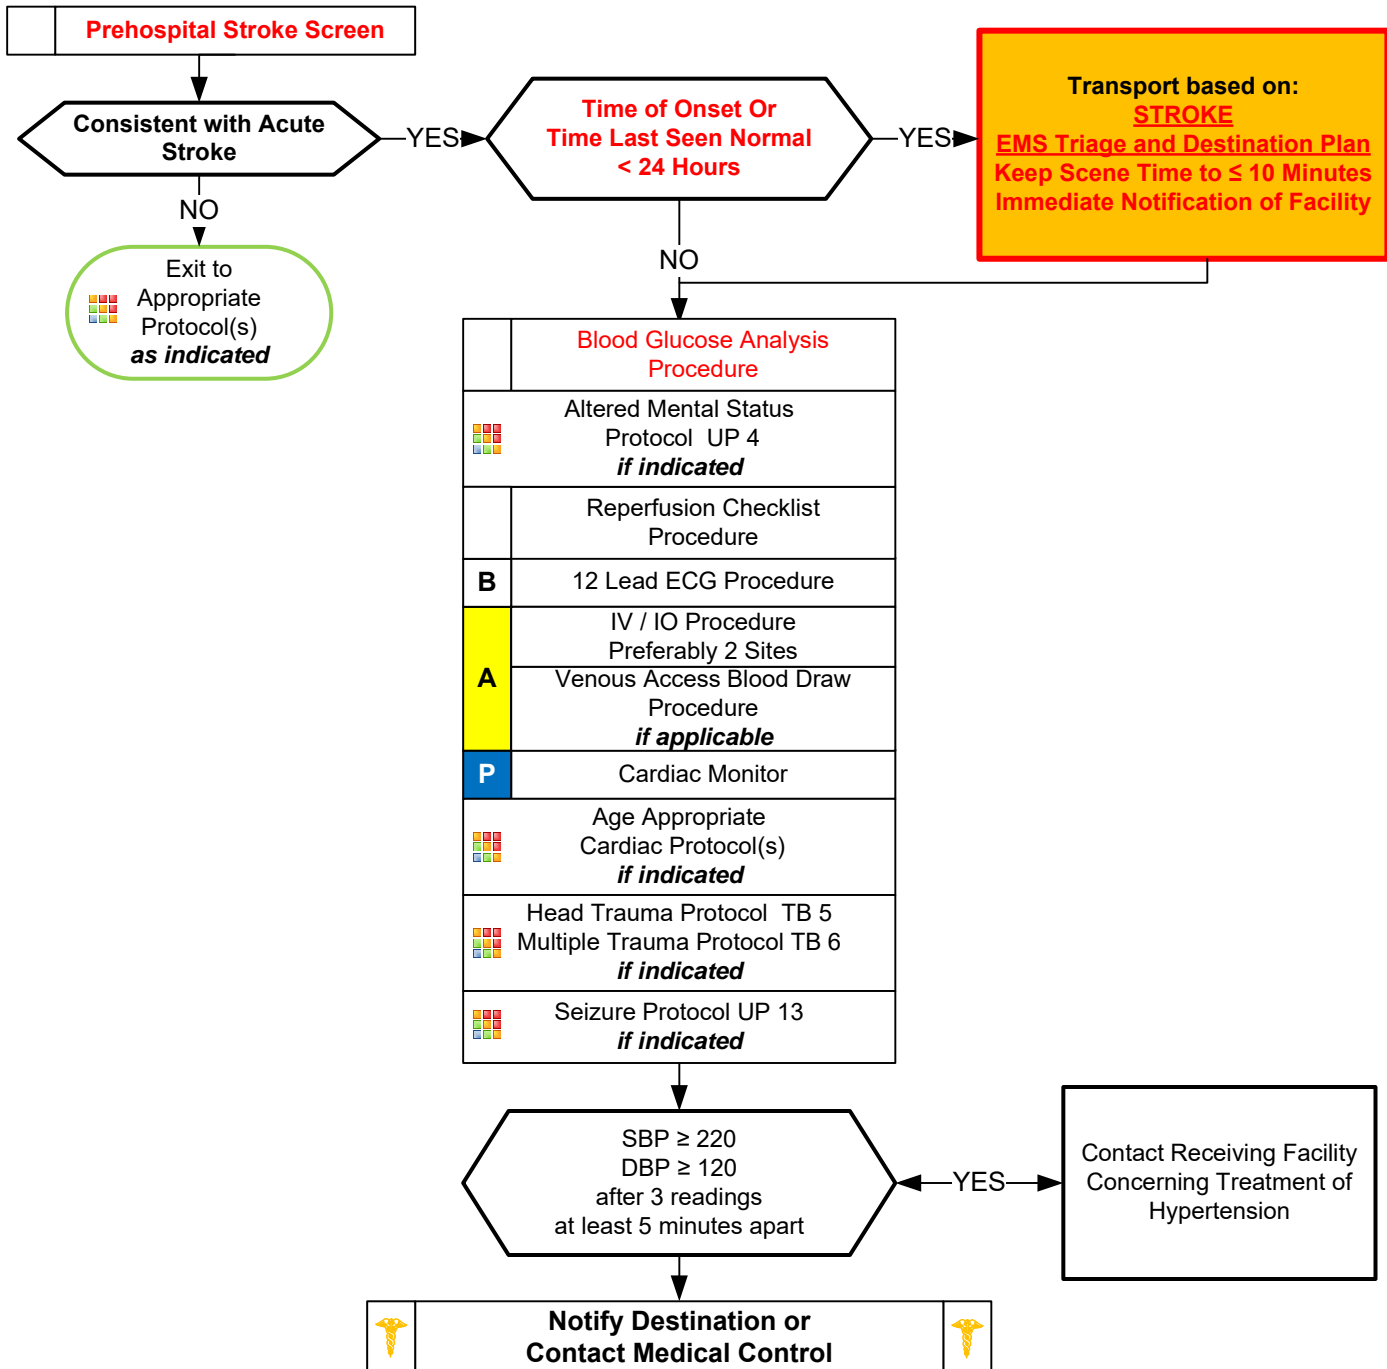 Prehospital Stroke Screen
Consistent with Acute
Stroke
YES
Time of Onset Or
Time Last Seen Normal
< 24 Hours
YES
Transport based on:
STROKE
EMS Triage and Destination Plan
Keep Scene Time to ≤ 10 Minutes
Immediate Notification of Facility
NO
Exit to
Appropriate
Protocol(s)
as indicated
NO
Blood Glucose Analysis
Procedure
Altered Mental Status
Protocol UP 4
if indicated
Reperfusion Checklist
Procedure
B
12 Lead ECG Procedure
A
IV / IO Procedure
Preferably 2 Sites
Venous Access Blood Draw
Procedure
if applicable
P
Cardiac Monitor
Age Appropriate
Cardiac Protocol(s)
if indicated
Head Trauma Protocol TB 5
Multiple Trauma Protocol TB 6
if indicated
Seizure Protocol UP 13
if indicated
SBP ≥ 220
DBP ≥ 120
after 3 readings
at least 5 minutes apart
YES
Contact Receiving Facility
Concerning Treatment of
Hypertension
Notify Destination or
Contact Medical Control